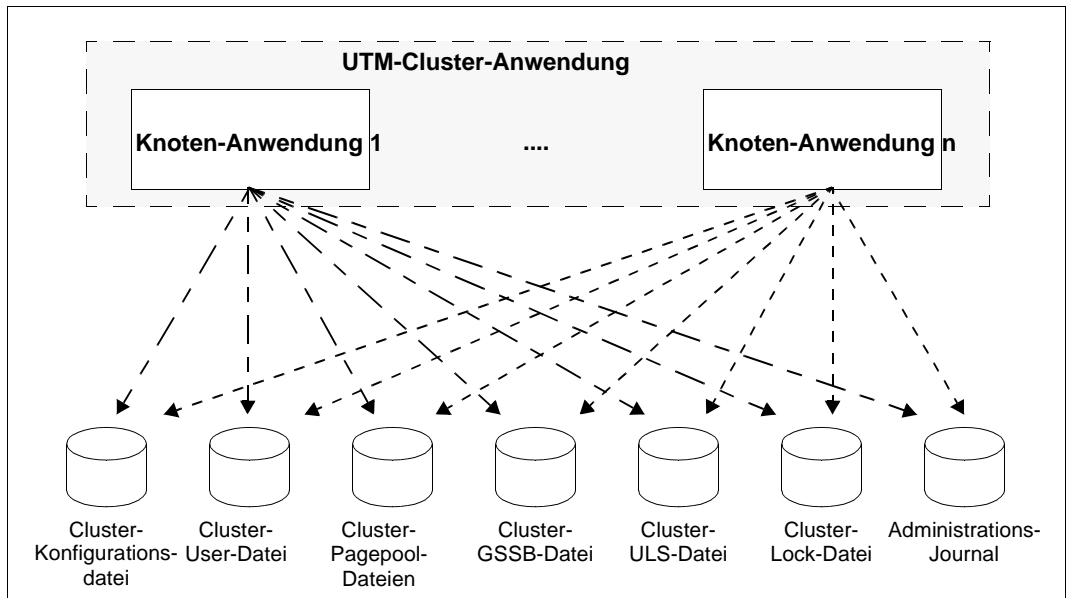 UTM-Cluster-Anwendung
Knoten-Anwendung 1
....
Knoten-Anwendung n
Cluster-
Konfigurations-
datei
Cluster-
User-Datei
Cluster-
Pagepool-
Dateien
Cluster-
GSSB-Datei
Cluster-
ULS-Datei
Cluster-
Lock-Datei
Administrations-
Journal